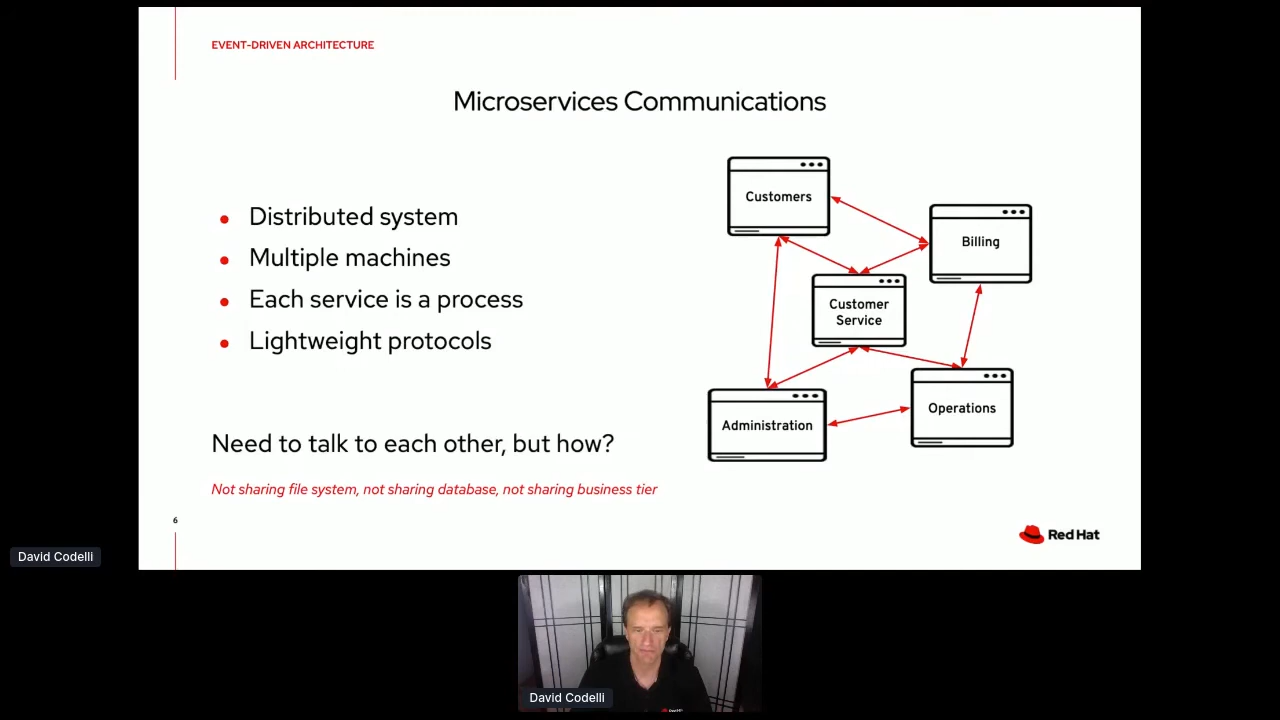 EVENT-DRIVEN ARCHITECTURE
Microservices Communications
Distributed system
Multiple machines
Each service is a process
Lightweight protocols
Need to talk to each other, but how?
Not sharing file system, not sharing database, not sharing business tier
Customers
Billing
Customer
Service
Administration
Operations
6
Red Hat
David Codelli
David Codelli